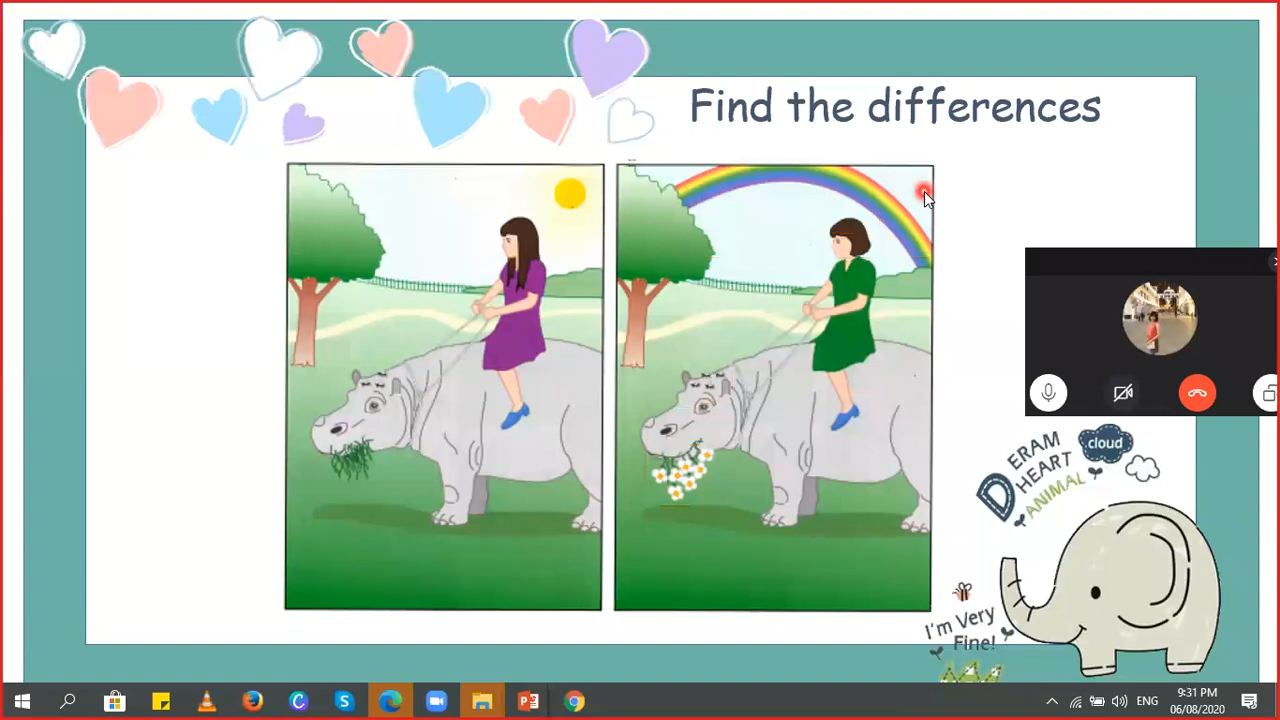 Find the differences
cloud
DERAM
HEART
ANIMAL
I'm Very
Fine!
ENG
9:31 PM
06/08/2020